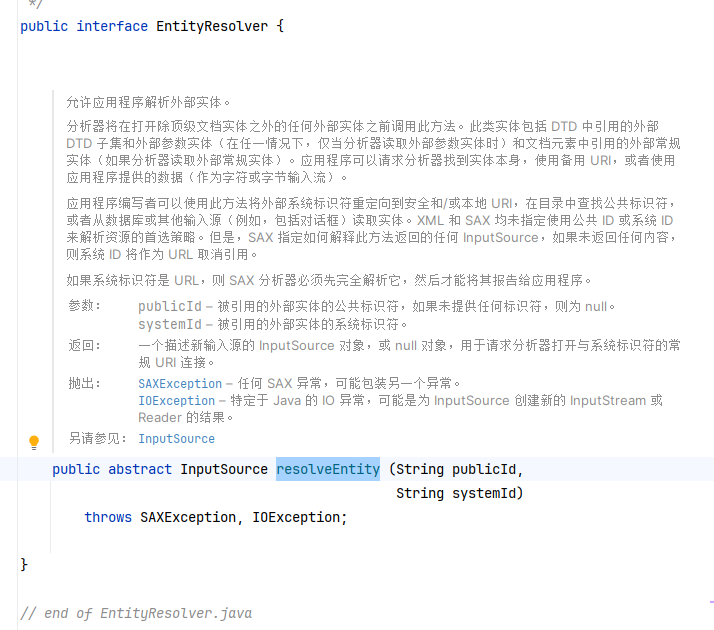 */
public interface EntityResolver {
允许应用程序解析外部实体。
分析器将在打开除顶级文档实体之外的任何外部实体之前调用此方法。此类实体包括 DTD 中引用的外部
DTD 子集和外部参数实体（在任一情况下，仅当分析器读取外部参数实体时）和文档元素中引用的外部常规
实体（如果分析器读取外部常规实体）。应用程序可以请求分析器找到实体本身，使用备用 URI，或者使用
应用程序提供的数据（作为字符或字节输入流）。
应用程序编写者可以使用此方法将外部系统标识符重定向到安全和/或本地 URI，在目录中查找公共标识符，
或者从数据库或其他输入源（例如，包括对话框）读取实体。XML 和 SAX 均未指定使用公共 ID 或系统 ID
来解析资源的首选策略。但是，SAX 指定如何解释此方法返回的任何 InputSource，如果未返回任何内容，
则系统 ID 将作为 URL 取消引用。
如果系统标识符是 URL，则 SAX 分析器必须先完全解析它，然后才能将其报告给应用程序。
参数： publicId – 被引用的外部实体的公共标识符，如果未提供任何标识符，则为 null。
systemId – 被引用的外部实体的系统标识符。
返回： 一个描述新输入源的 InputSource 对象，或 null 对象，用于请求分析器打开与系统标识符的常
规 URI 连接。
抛出： SAXException – 任何 SAX 异常，可能包装另一个异常。
IOException – 特定于 Java 的 IO 异常，可能是为 InputSource 创建新的 InputStream 或
Reader 的结果。
另请参见： InputSource
public abstract InputSource resolveEntity (String publicId,
String systemId)
throws SAXException, IOException;
}
// end of EntityResolver.java